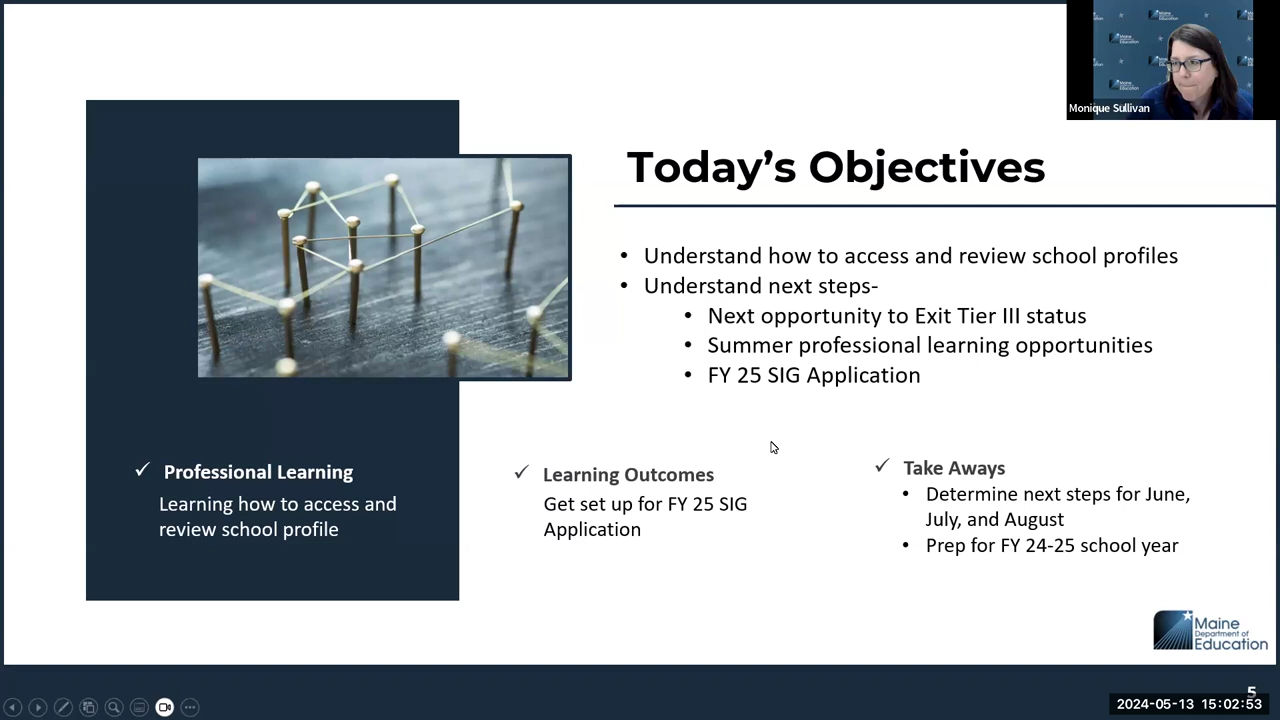 Maine
Department of
Education
Monique Sullivan
Today's Objectives
• Understand how to access and review school profiles
• Understand next steps-
• Next opportunity to Exit Tier III status
• Summer professional learning opportunities
• FY 25 SIG Application
✓ Professional Learning
Learning how to access and
review school profile
✓ Learning Outcomes
Get set up for FY 25 SIG
Application
✓ Take Aways
• Determine next steps for June,
July, and August
• Prep for FY 24-25 school year
Maine
Department of
Education
5
2024-05-13 15:02:53